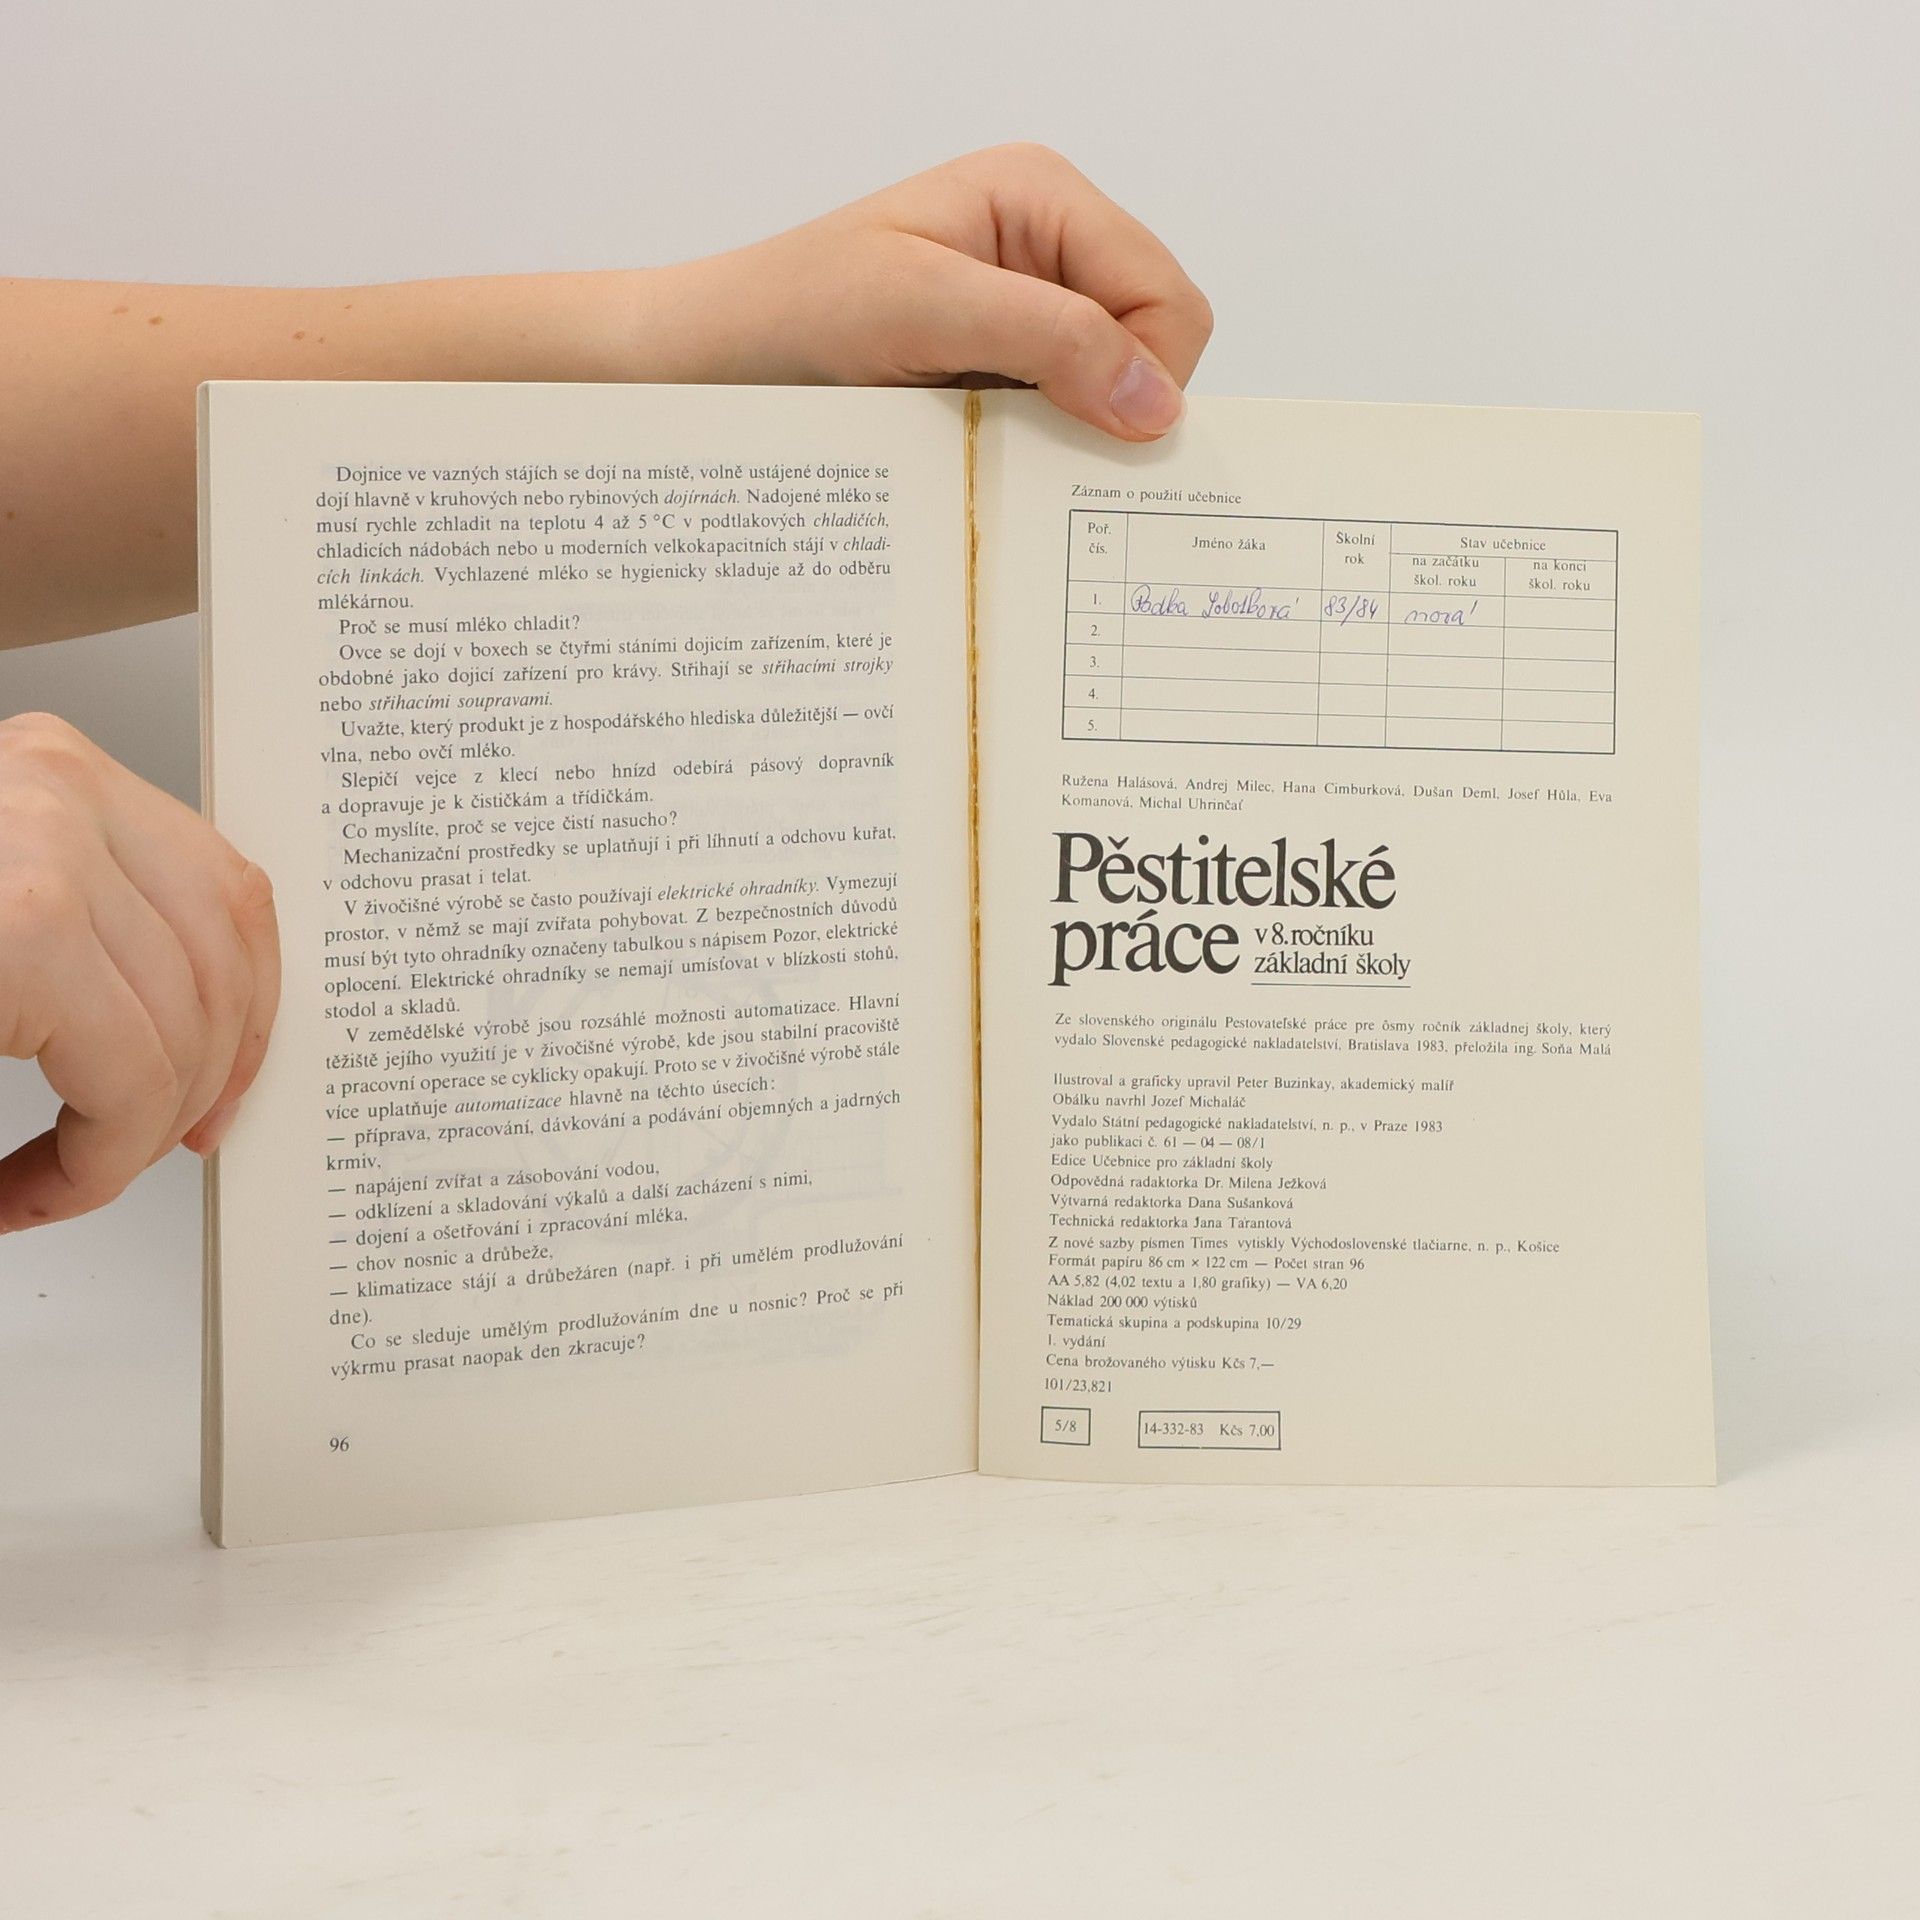 Dojnice ve vazných stájích se dojí na místě, volně ustájené dojnice se
dojí hlavně v kruhových nebo rybinových dojírnách. Nadojené mléko se
musí rychle zchladit na teplotu 4 až 5 °C v podtlakových chladičích,
chladicích nádobách nebo u moderních velkokapacitních stájí v chladi-
cích linkách. Vychlazené mléko se hygienicky skladuje až do odběru
mlékárnou.
Proč se musí mléko chladit?
Ovce se dojí v boxech se čtyřmi stáními dojicím zařízením, které je
obdobné jako dojicí zařízení pro krávy. Střihají se střihacími strojky
nebo střihacími soupravami.
Uvažte, který produkt je z hospodářského hlediska důležitější — ovčí
vlna, nebo ovčí mléko.
Slepičí vejce z klecí nebo hnízd odebírá pásový dopravník
a dopravuje je k čističkám a třídičkám.
Co myslíte, proč se vejce čistí nasucho?
Mechanizační prostředky se uplatňují i při líhnutí a odchovu kuřat,
v odchovu prasat i telat.
V živočišné výrobě se často používají elektrické ohradníky. Vymezují
prostor, v němž se mají zvířata pohybovat. Z bezpečnostních důvodů
musí být tyto ohradníky označeny tabulkou s nápisem Pozor, elektrické
oplocení. Elektrické ohradníky se nemají umísťovat v blízkosti stohů,
stodol a skladů.
V zemědělské výrobě jsou rozsáhlé možnosti automatizace. Hlavní
těžiště jejího využití je v živočišné výrobě, kde jsou stabilní pracoviště
a pracovní operace se cyklicky opakují. Proto se v živočišné výrobě stále
více uplatňuje automatizace hlavně na těchto úsecích:
— příprava, zpracování, dávkování a podávání objemných a jadrných
krmiv,
— napájení zvířat a zásobování vodou,
— odklízení a skladování výkalů a další zacházení s nimi,
— dojení a ošetřování i zpracování mléka,
— chov nosnic a drůbeže,
— klimatizace stájí a drůbežáren (např. i při umělém prodlužování
dne).
Co se sleduje umělým prodlužováním dne u nosnic? Proč se při
výkrmu prasat naopak den zkracuje?
96
Záznam o použití učebnice
Poř. čís. Jméno žáka Školní rok Stav učebnice
na začátku škol. roku na konci škol. roku
1. 83/84 nová
2.
3.
4.
5.
Ružena Halásová, Andrej Milec, Hana Cimburková, Dušan Deml, Josef Hůla, Eva
Komanová, Michal Uhrinčať
Pěstitelské
práce v 8. ročníku
základní školy
Ze slovenského originálu Pestovateľské práce pre ôsmy ročník základnej školy, který
vydalo Slovenské pedagogické nakladatelství, Bratislava 1983, přeložila ing. Soňa Malá
Ilustroval a graficky upravil Peter Buzinkay, akademický malíř
Obálku navrhl Jozef Michaláč
Vydalo Státní pedagogické nakladatelství, n. p., v Praze 1983
jako publikaci č. 61 — 04 — 08/1
Edice Učebnice pro základní školy
Odpovědná radaktorka Dr. Milena Ježková
Výtvarná redaktorka Dana Sušanková
Technická redaktorka Jana Tarantová
Z nové sazby písmen Times vytiskly Východoslovenské tlačiarne, n. p., Košice
Formát papíru 86 cm × 122 cm — Počet stran 96
AA 5,82 (4,02 textu a 1,80 grafiky) — VA 6,20
Náklad 200 000 výtisků
Tematická skupina a podskupina 10/29
1. vydání
Cena brožovaného výtisku Kčs 7,—
101/23,821
5/8 14-332-83 Kčs 7,00